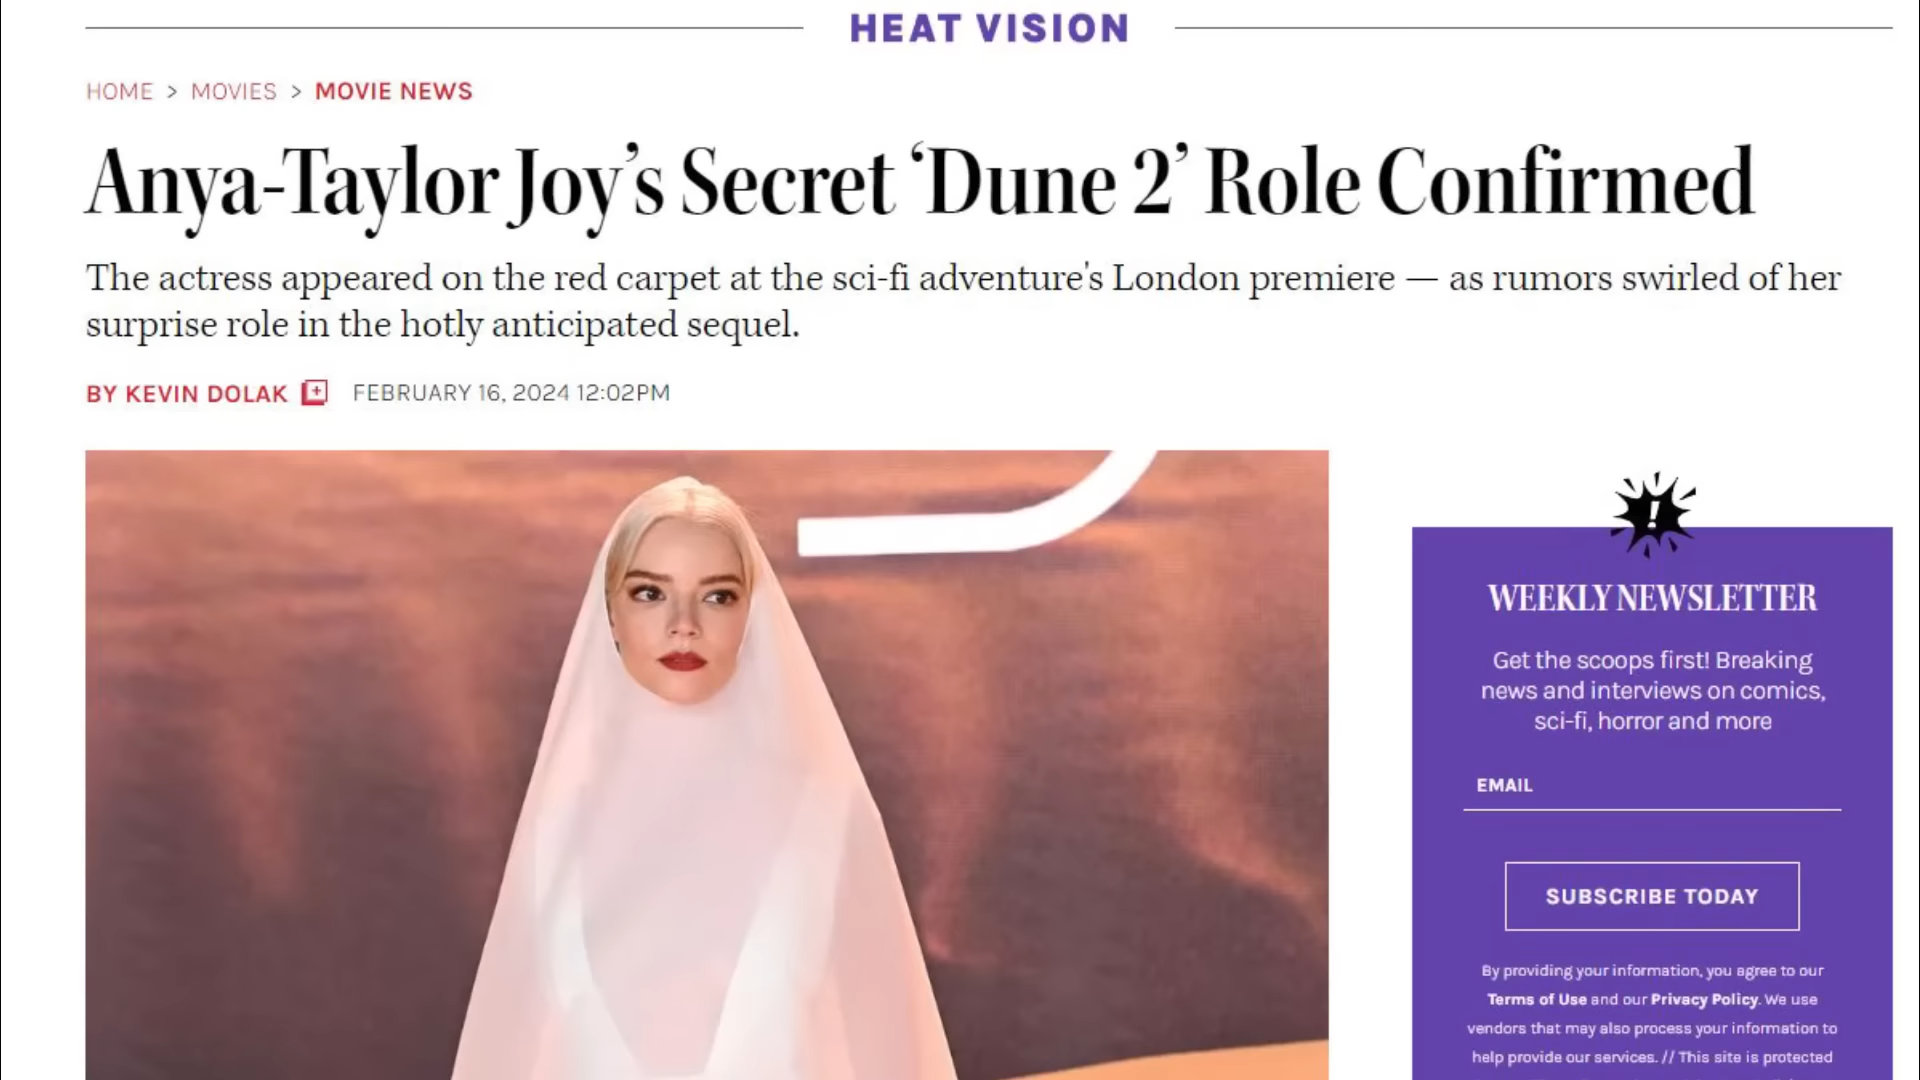 HEAT VISION
HOME > MOVIES > MOVIE NEWS
Anya-Taylor Joy’s Secret ‘Dune 2’ Role Confirmed
The actress appeared on the red carpet at the sci-fi adventure's London premiere — as rumors swirled of her
surprise role in the hotly anticipated sequel.
BY KEVIN DOLAK FEBRUARY 16, 2024 12:02PM
!
WEEKLY NEWSLETTER
Get the scoops first! Breaking
news and interviews on comics,
sci-fi, horror and more
EMAIL
SUBSCRIBE TODAY
By providing your information, you agree to our
Terms of Use and our Privacy Policy. We use
vendors that may also process your information to
help provide our services. // This site is protected